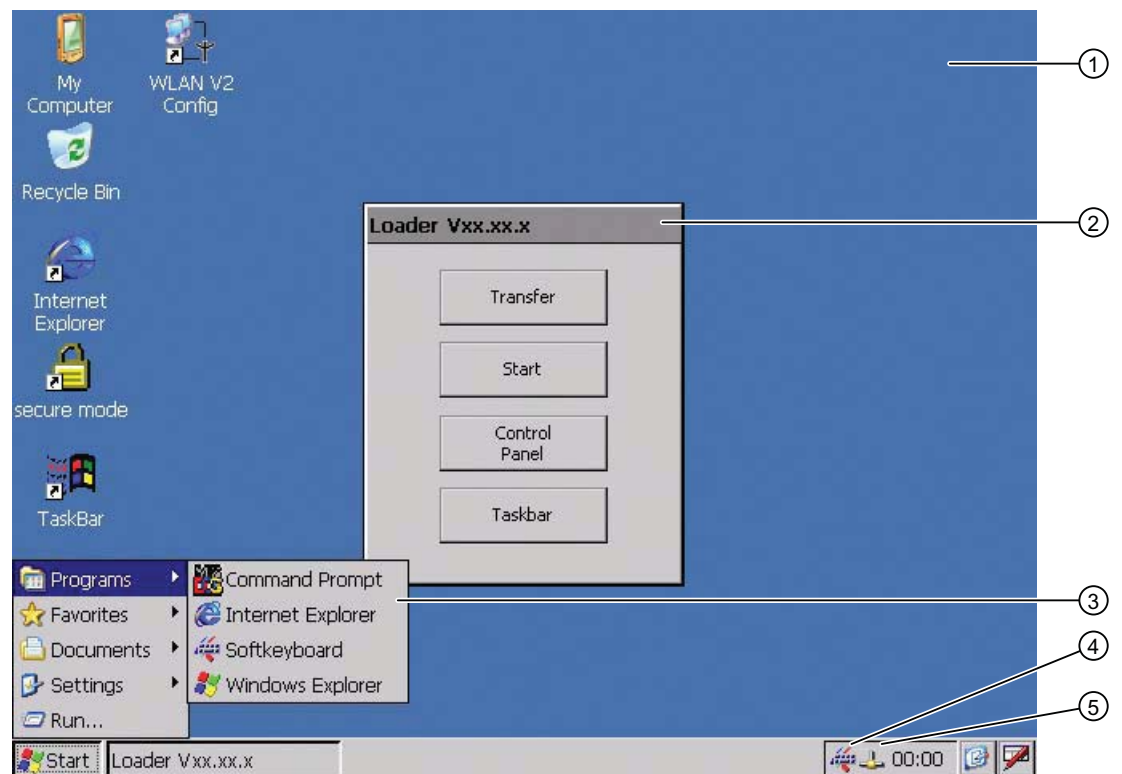 My
Computer
WLAN V2
Config
Recycle Bin
Internet
Explorer
secure mode
TaskBar
Loader Vxx.xx.x
Transfer
Start
Control
Panel
Taskbar
Programs
Favorites
Documents
Settings
Run...
Command Prompt
Internet Explorer
Softkeyboard
Windows Explorer
Start
Loader Vxx.xx.x
00:00
1
2
3
4
5